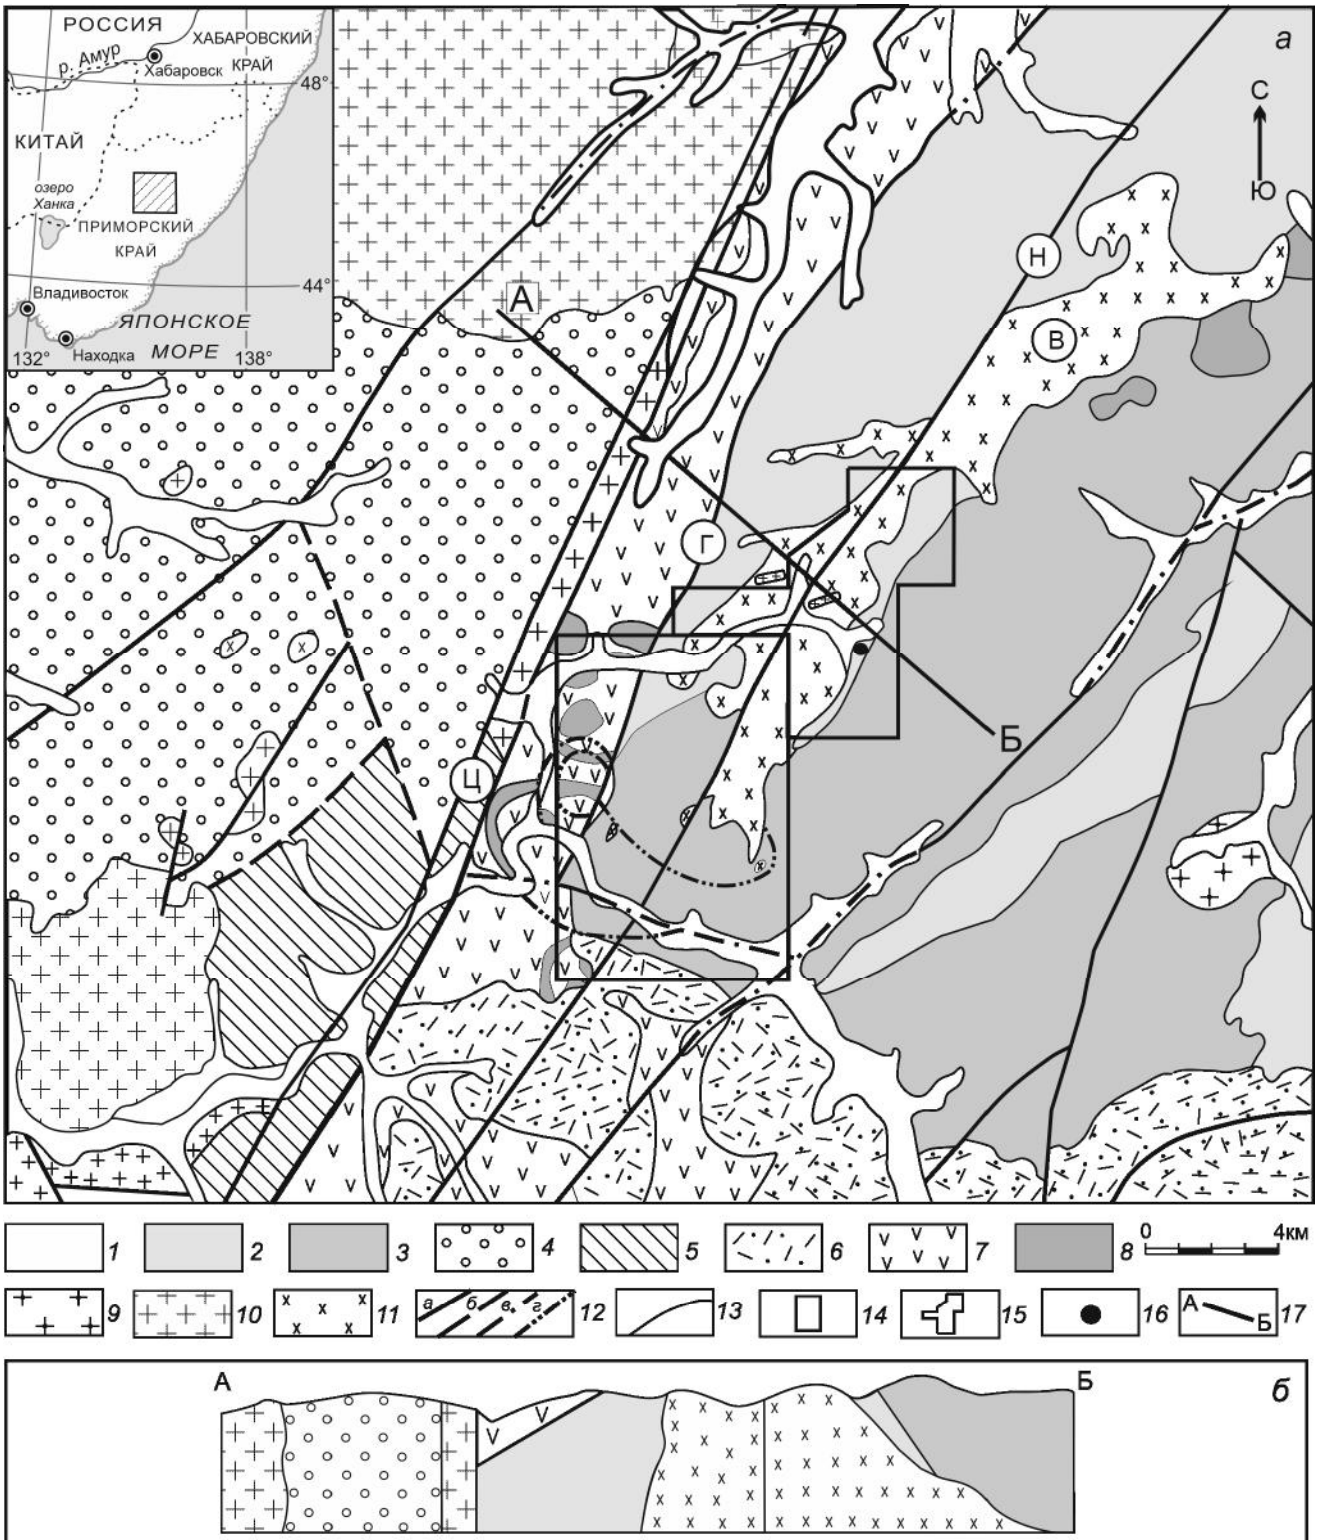 РОССИЯ
ХАБАРОВСКИЙ
КРАЙ
р. Амур
Хабаровск
48°
КИТАЙ
озеро
Ханка
ПРИМОРСКИЙ
КРАЙ
44°
Владивосток
ЯПОНСКОЕ
МОРЕ
132°
Находка
138°
а
С
Ю
А
Н
В
Г
Б
Ц
1
2
3
4
5
6
7
8
0 4км
9
10
11
а б в г
12
13
14
15
16
А Б
17
А
Б
б